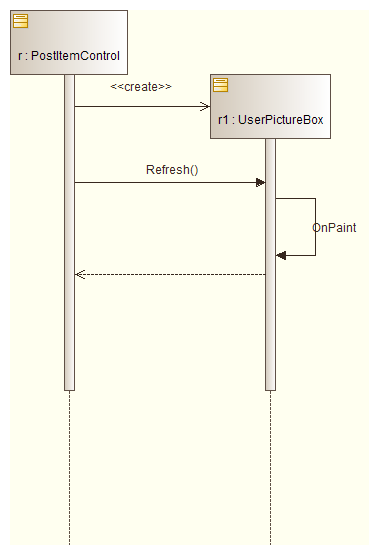 r : PostItemControl
<<create>>
r1 : UserPictureBox
Refresh()
OnPaint